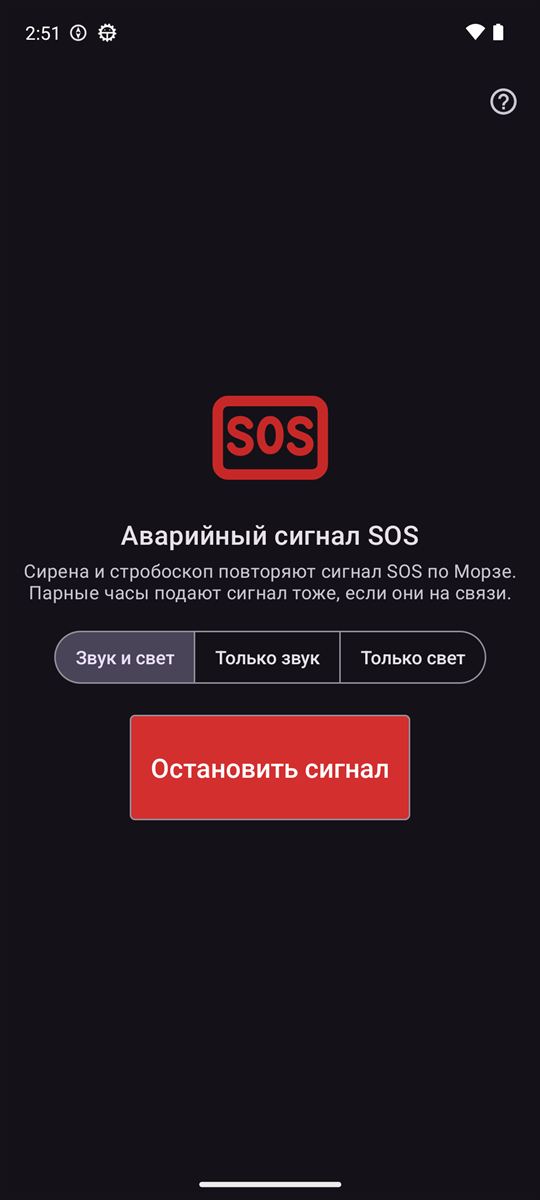 2:51
SOS
Аварийный сигнал SOS
Сирена и стробоскоп повторяют сигнал SOS по Морзе.
Парные часы подают сигнал тоже, если они на связи.
Звук и свет
Только звук
Только свет
Остановить сигнал